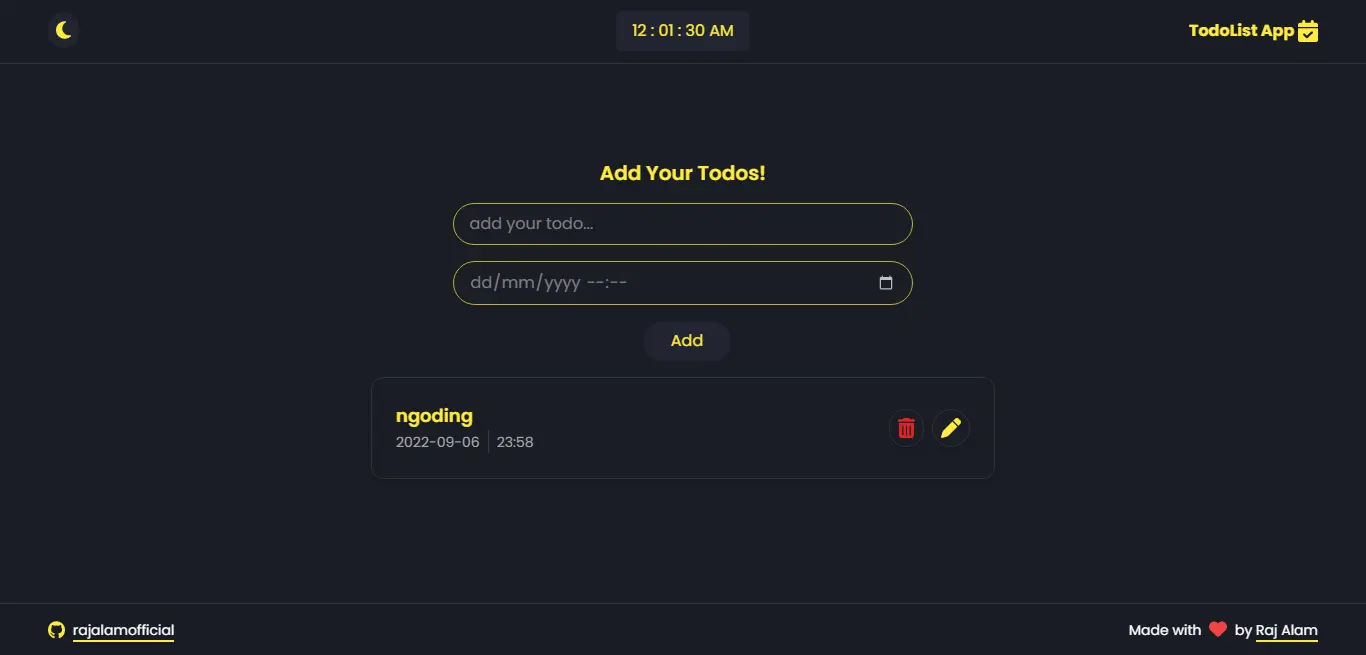 12 : 01 : 30 AM
TodoList App
Add Your Todos!
add your todo...
dd/mm/yyyy --:--
Add
ngoding
2022-09-06 23:58
rajalamofficial
Made with by Raj Alam